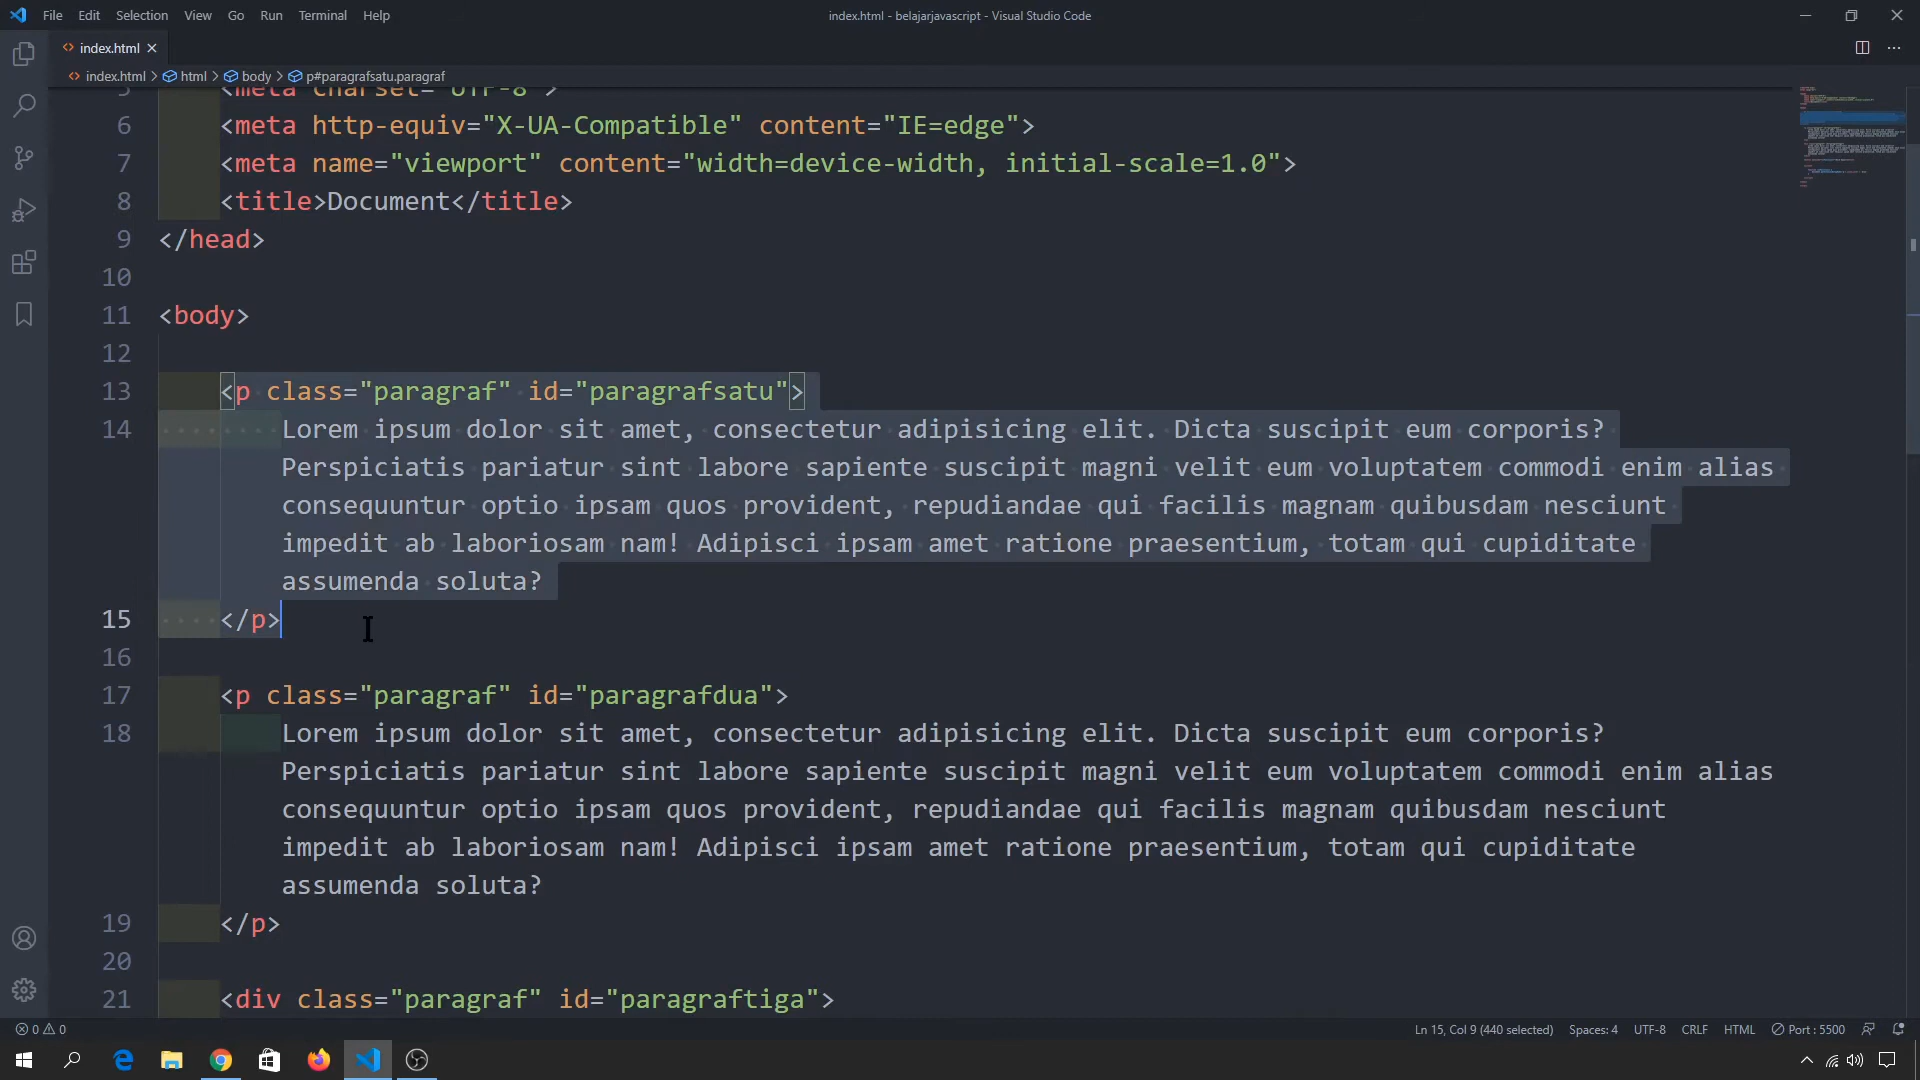 File Edit Selection View Go Run Terminal Help
index.html - belajarjavascript - Visual Studio Code
index.html
index.html > html > body > p#paragrafsatu.paragraf
5 <meta charset="UTF-8">
6 <meta http-equiv="X-UA-Compatible" content="IE=edge">
7 <meta name="viewport" content="width=device-width, initial-scale=1.0">
8 <title>Document</title>
9 </head>
10
11 <body>
12
13 <p class="paragraf" id="paragrafsatu">
14 Lorem ipsum dolor sit amet, consectetur adipisicing elit. Dicta suscipit eum corporis?
Perspiciatis pariatur sint labore sapiente suscipit magni velit eum voluptatem commodi enim alias
consequuntur optio ipsam quos provident, repudiandae qui facilis magnam quibusdam nesciunt
impedit ab laboriosam nam! Adipisci ipsam amet ratione praesentium, totam qui cupiditate
assumenda soluta?
15 </p>
16
17 <p class="paragraf" id="paragrafdua">
18 Lorem ipsum dolor sit amet, consectetur adipisicing elit. Dicta suscipit eum corporis?
Perspiciatis pariatur sint labore sapiente suscipit magni velit eum voluptatem commodi enim alias
consequuntur optio ipsam quos provident, repudiandae qui facilis magnam quibusdam nesciunt
impedit ab laboriosam nam! Adipisci ipsam amet ratione praesentium, totam qui cupiditate
assumenda soluta?
19 </p>
20
21 <div class="paragraf" id="paragraftiga">
0 0
Ln 15, Col 9 (440 selected) Spaces: 4 UTF-8 CRLF HTML Port : 5500